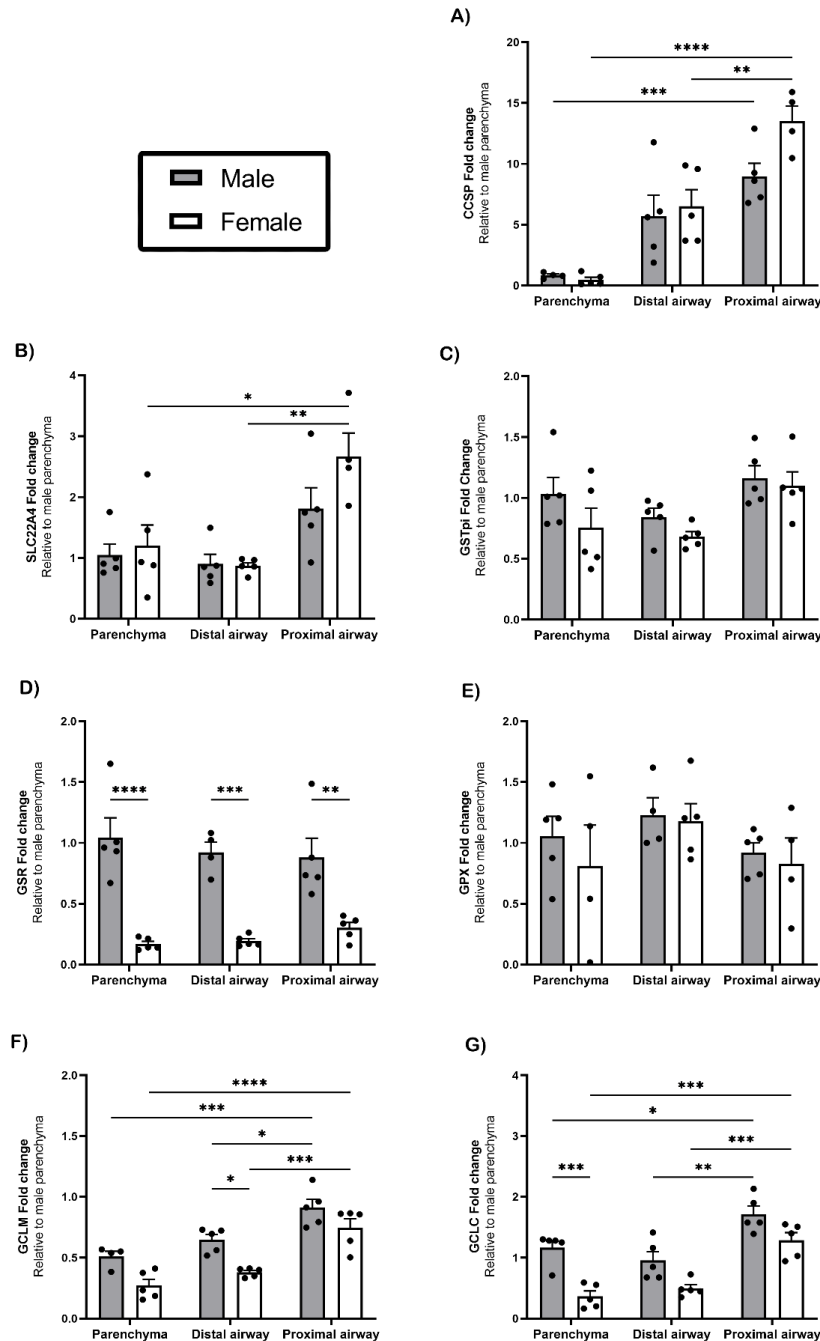 A)
CCSP Fold change
Relative to male parenchyma
20
15
10
5
0
****
**
***
Parenchyma Distal airway Proximal airway
Male
Female
B)
SLC22A4 Fold change
Relative to male parenchyma
4
3
2
1
0
*
**
Parenchyma Distal airway Proximal airway
C)
GSTpi Fold Change
Relative to male parenchyma
2.0
1.5
1.0
0.5
0.0
Parenchyma Distal airway Proximal airway
D)
GSR Fold change
Relative to male parenchyma
2.0
1.5
1.0
0.5
0.0
**** *** **
Parenchyma Distal airway Proximal airway
E)
GPX Fold change
Relative to male parenchyma
2.0
1.5
1.0
0.5
0.0
Parenchyma Distal airway Proximal airway
F)
GCLM Fold change
Relative to male parenchyma
2.0
1.5
1.0
0.5
0.0
****
***
*
***
*
Parenchyma Distal airway Proximal airway
G)
GCLC Fold change
Relative to male parenchyma
4
3
2
1
0
***
*
***
*** **
Parenchyma Distal airway Proximal airway